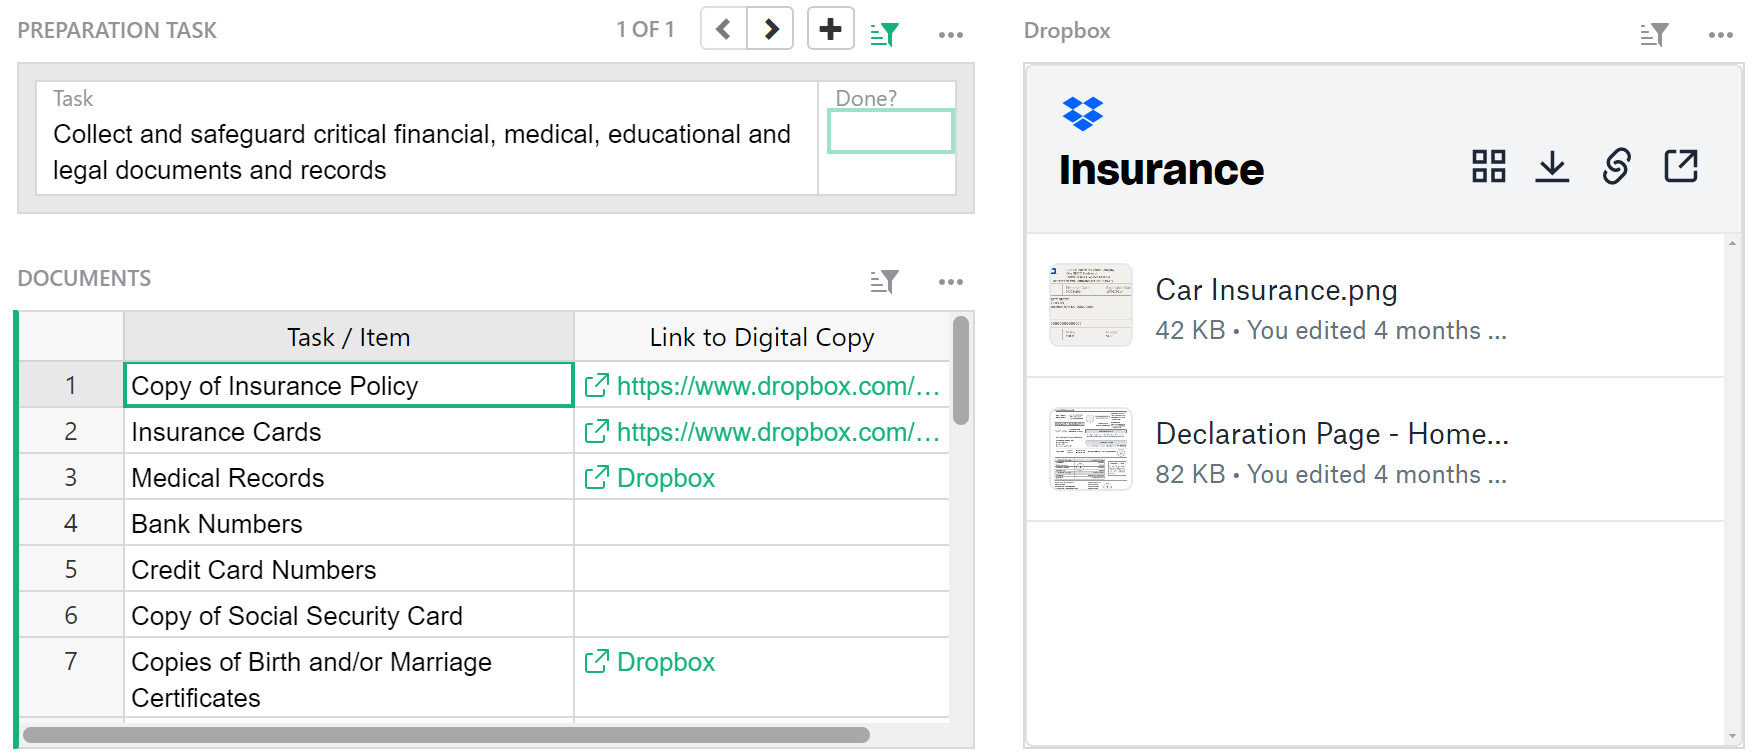 PREPARATION TASK
1 OF 1
Task
Collect and safeguard critical financial, medical, educational and
legal documents and records
Done?
DOCUMENTS
Task / Item
Link to Digital Copy
1
Copy of Insurance Policy
https://www.dropbox.com/…
2
Insurance Cards
https://www.dropbox.com/…
3
Medical Records
Dropbox
4
Bank Numbers
5
Credit Card Numbers
6
Copy of Social Security Card
7
Copies of Birth and/or Marriage
Certificates
Dropbox
Dropbox
Insurance
Car Insurance.png
42 KB • You edited 4 months ...
Declaration Page - Home...
82 KB • You edited 4 months ...